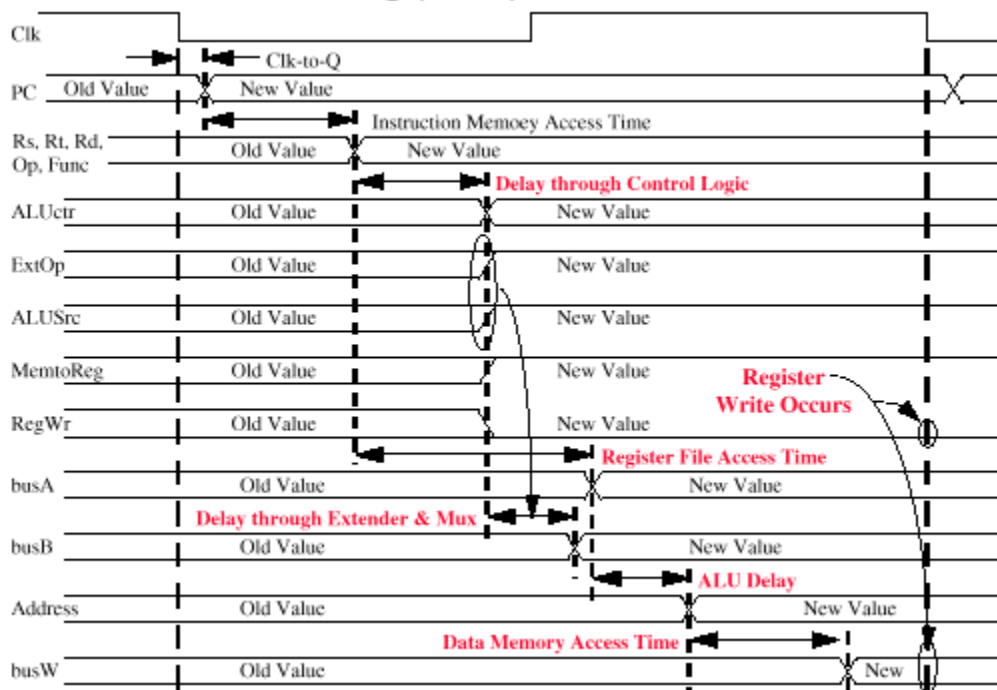 Clk
Clk-to-Q
PC Old Value New Value
Instruction Memoey Access Time
Rs, Rt, Rd,
Op, Func
Old Value New Value
Delay through Control Logic
ALUctr Old Value New Value
ExtOp Old Value New Value
ALUSrc Old Value New Value
MemtoReg Old Value New Value
Register
Write Occurs
RegWr Old Value New Value
Register File Access Time
busA Old Value New Value
Delay through Extender & Mux
busB Old Value New Value
ALU Delay
Address Old Value New Value
Data Memory Access Time
busW Old Value New